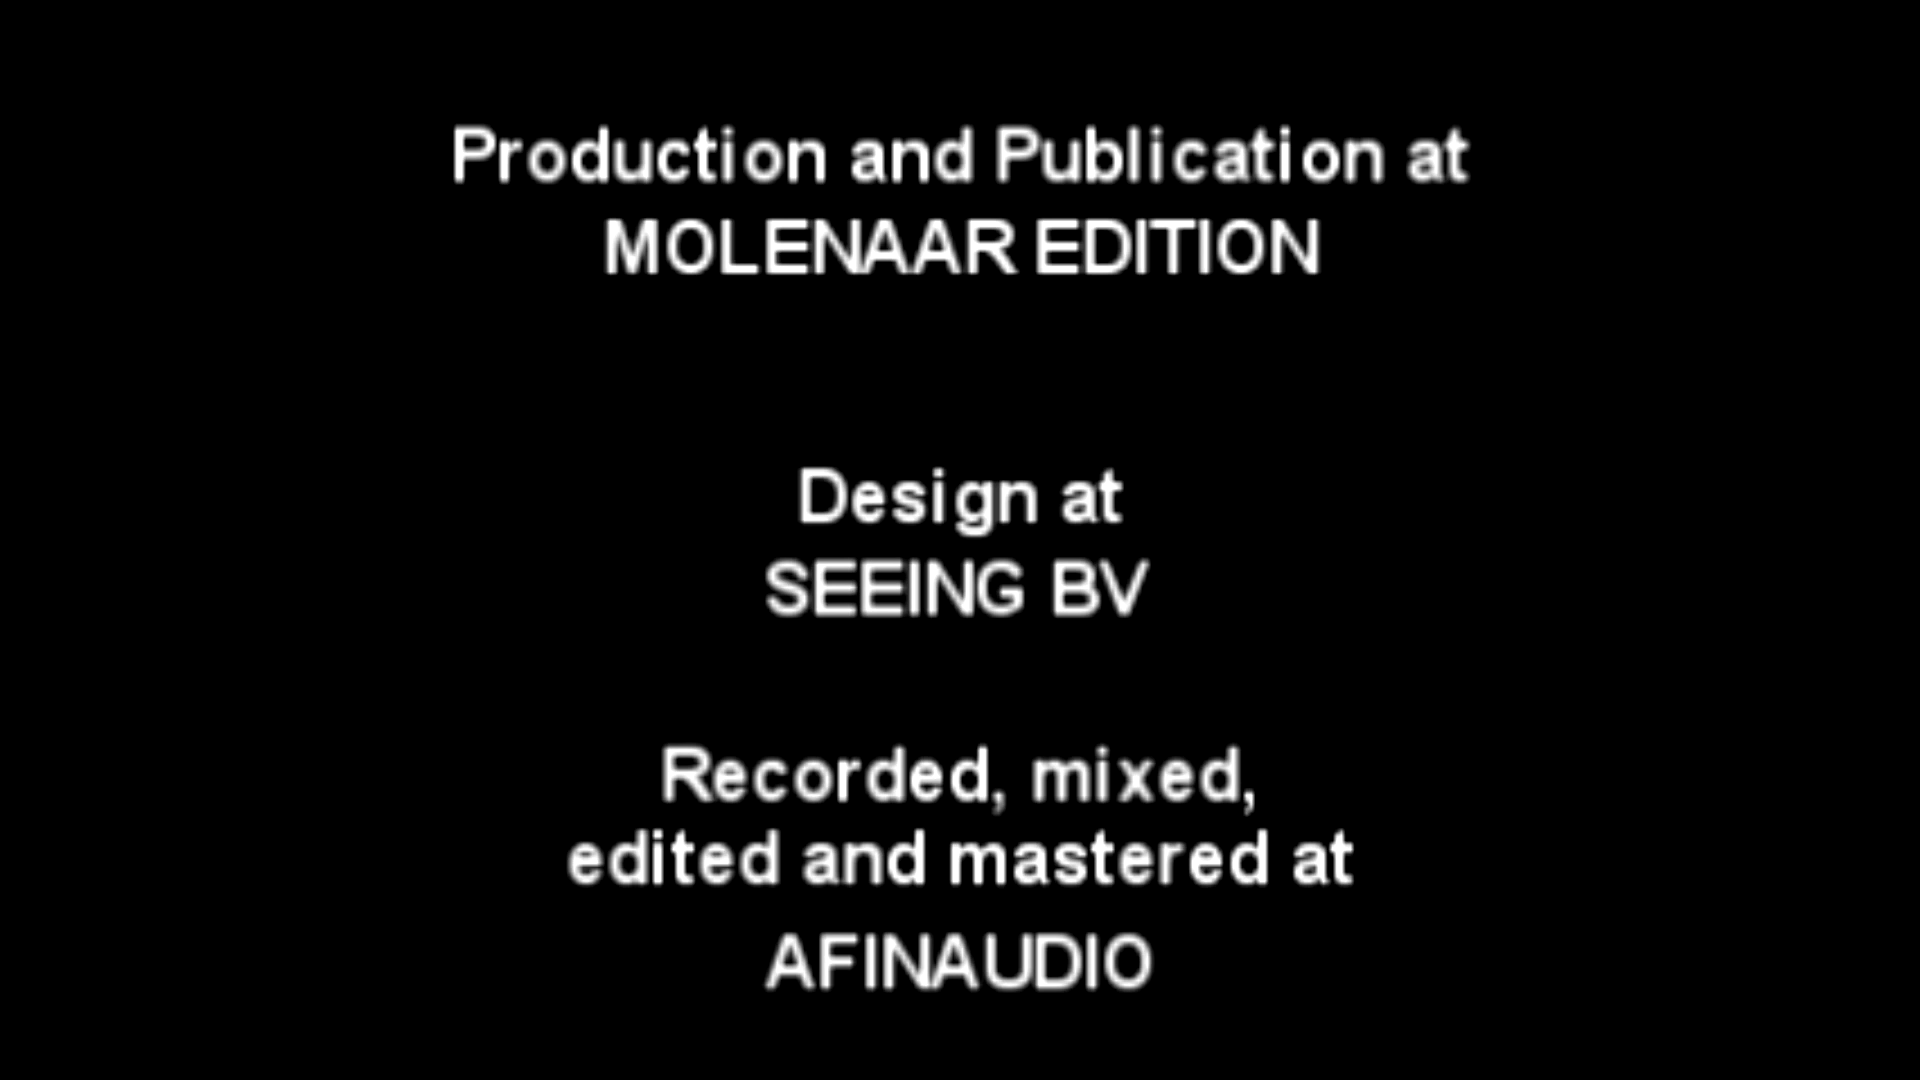 Production and Publication at
MOLENAAR EDITION
Design at
SEEING BV
Recorded, mixed,
edited and mastered at
AFINAUDIO